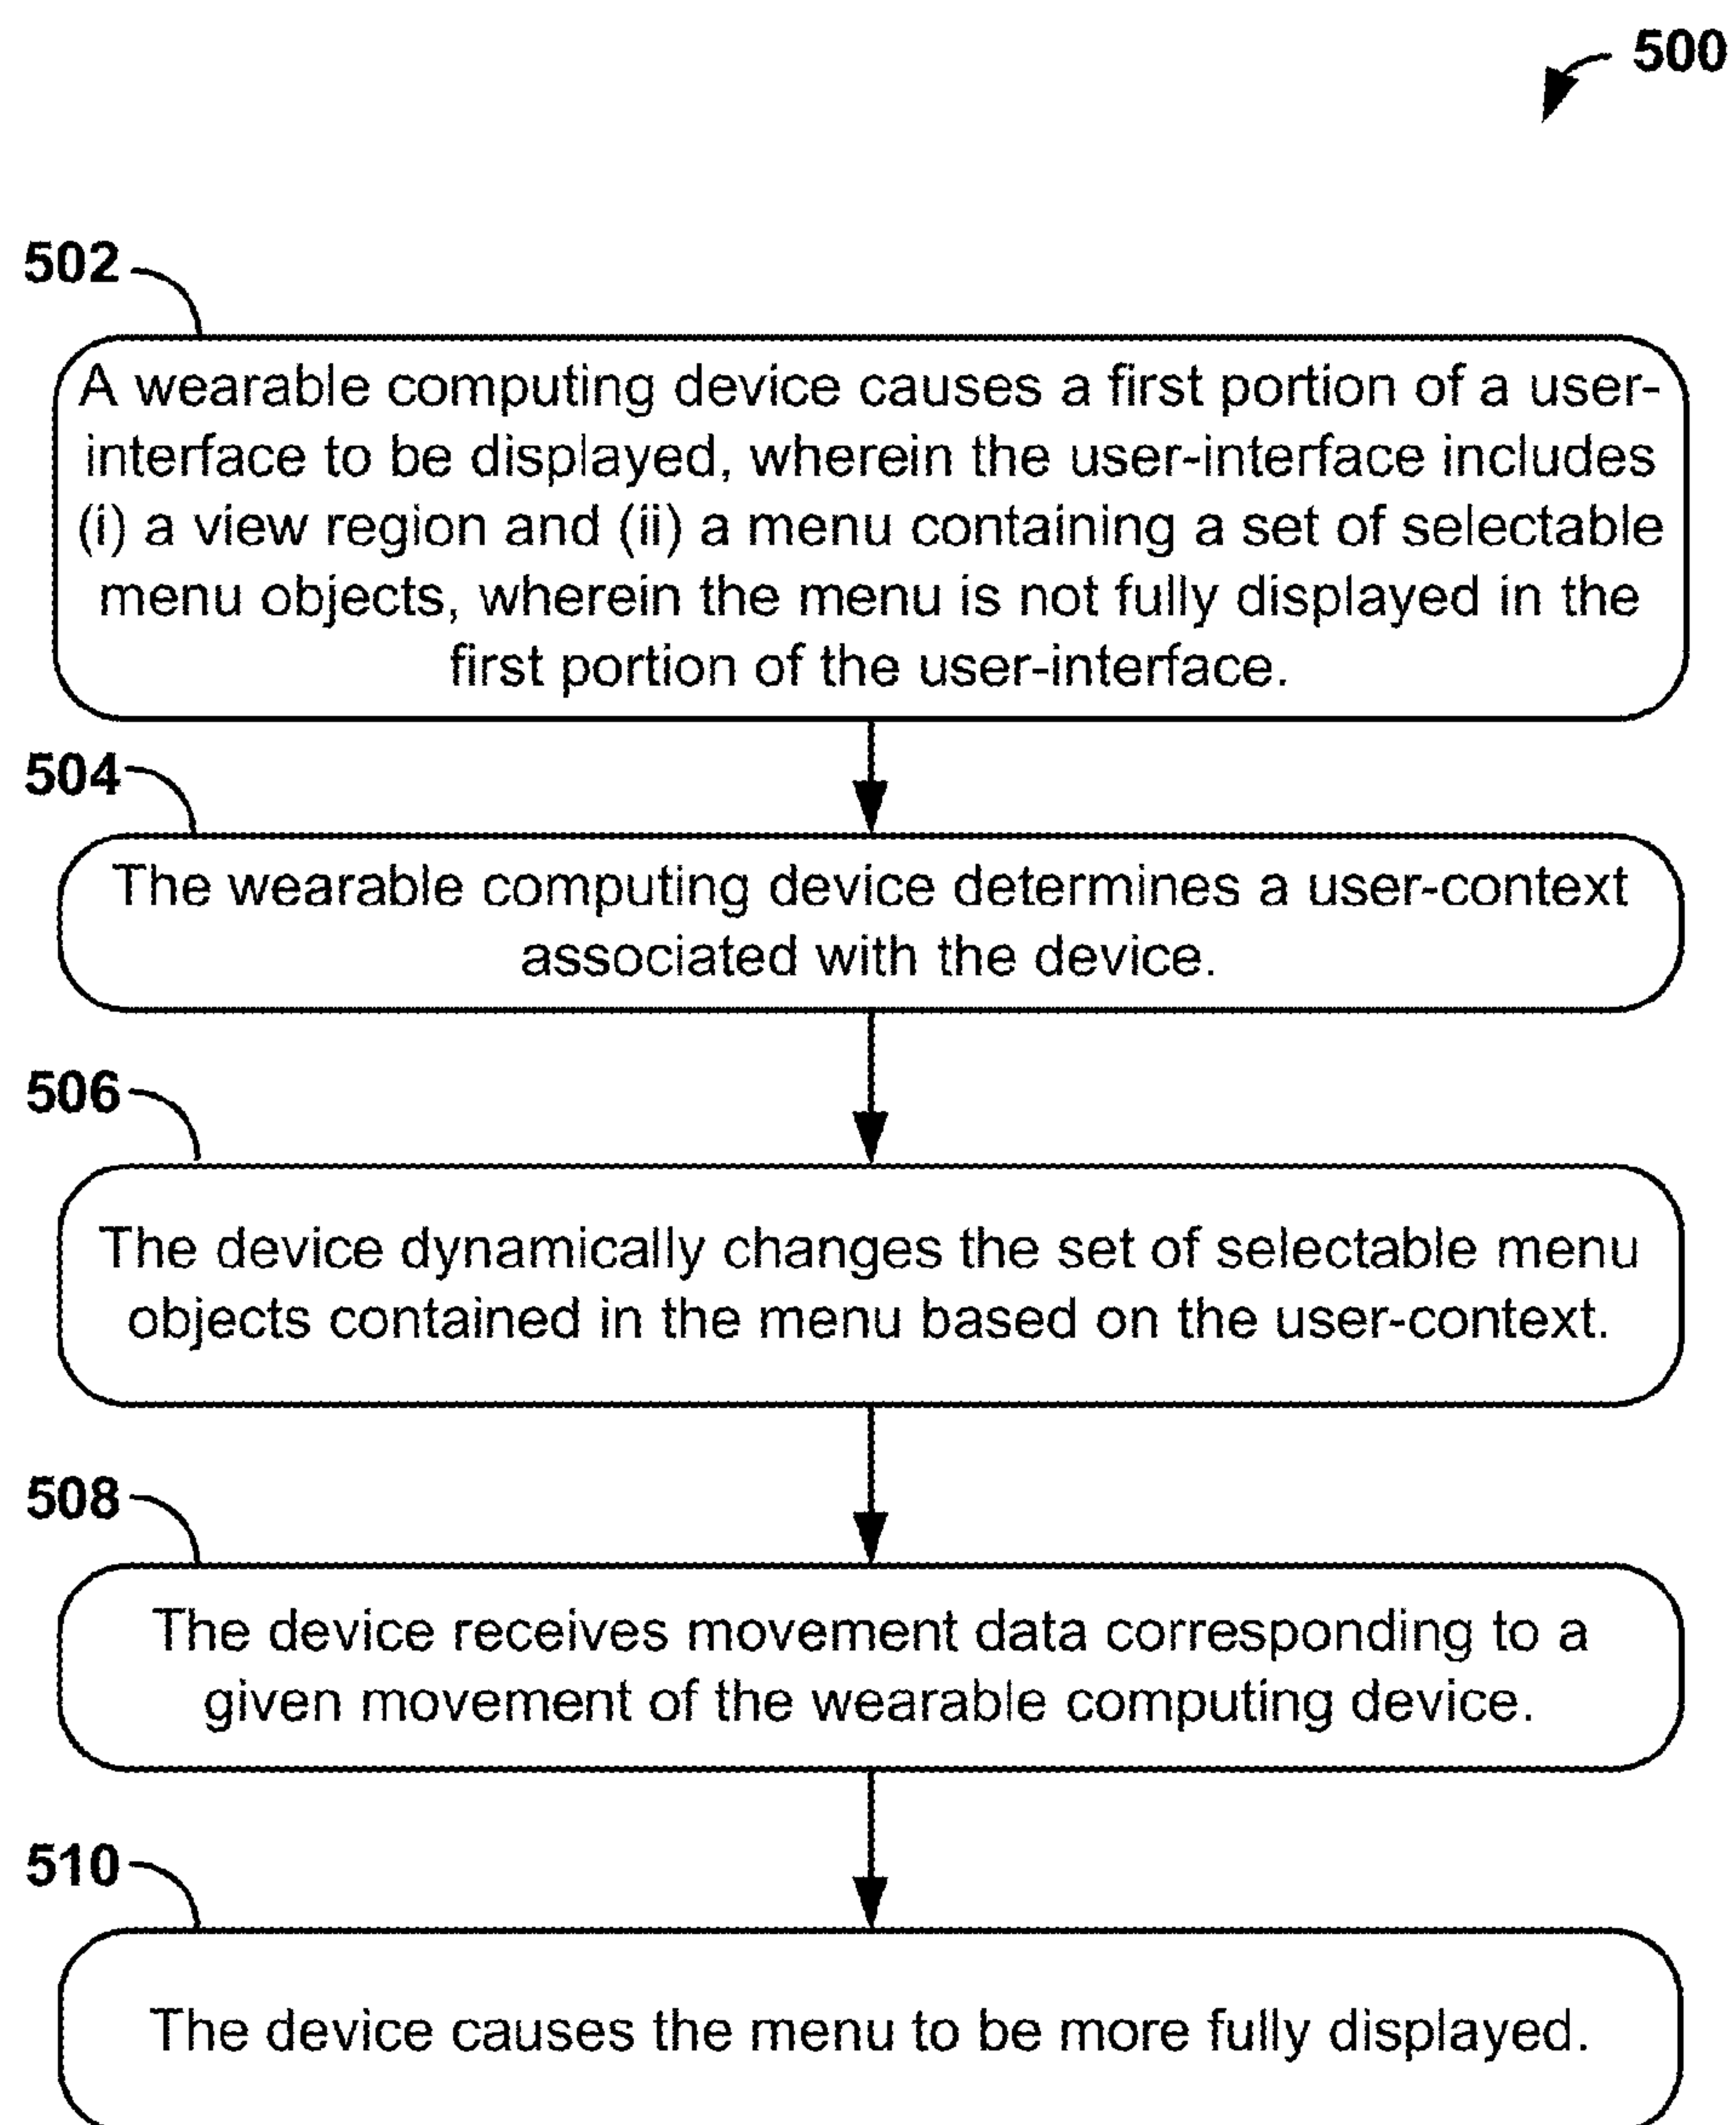 500
502
A wearable computing device causes a first portion of a user-
interface to be displayed, wherein the user-interface includes
(i) a view region and (ii) a menu containing a set of selectable
menu objects, wherein the menu is not fully displayed in the
first portion of the user-interface.
504
The wearable computing device determines a user-context
associated with the device.
506
The device dynamically changes the set of selectable menu
objects contained in the menu based on the user-context.
508
The device receives movement data corresponding to a
given movement of the wearable computing device.
510
The device causes the menu to be more fully displayed.